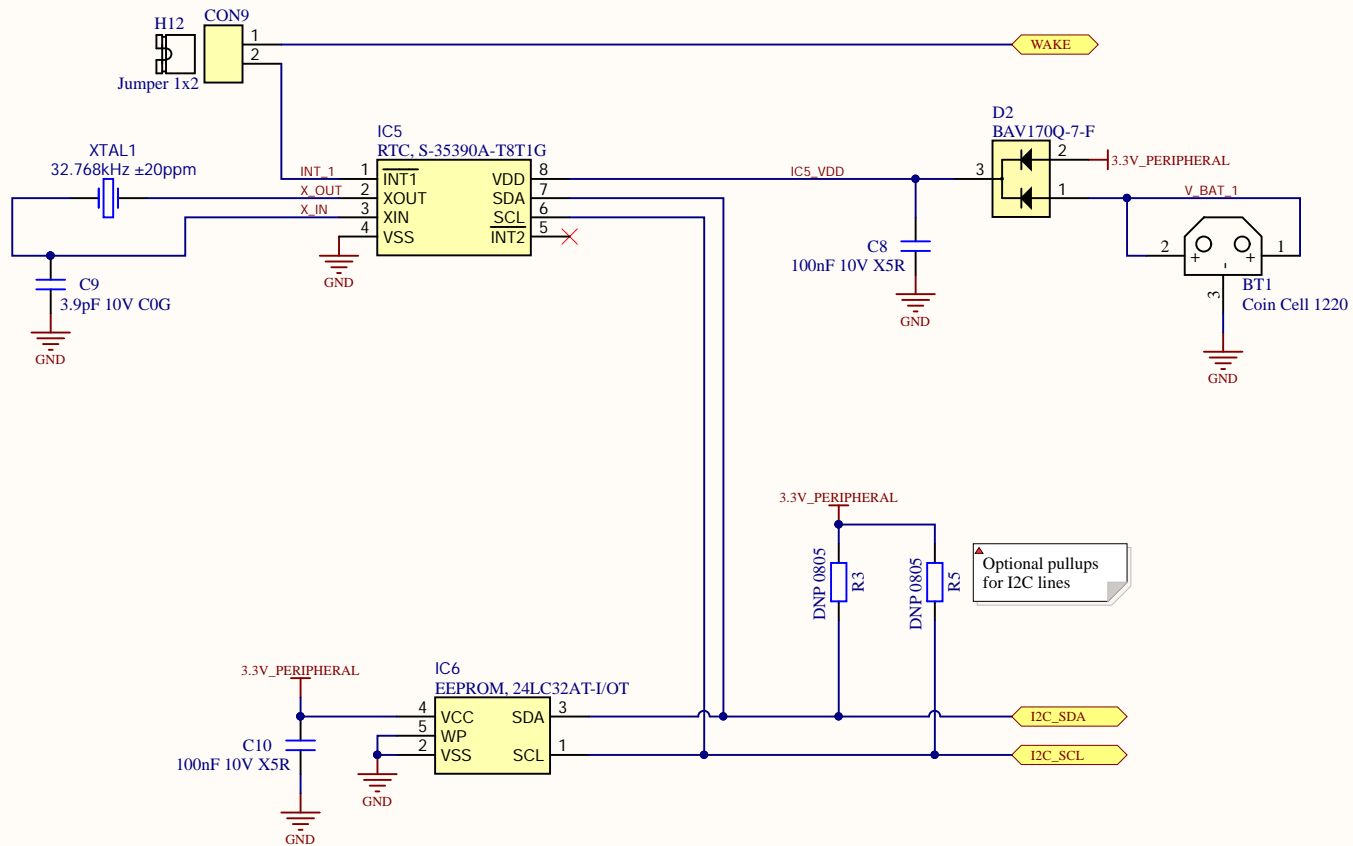 CON9
H12
1
2
Jumper 1x2
WAKE
D2
BAV170Q-7-F
2
3.3V_PERIPHERAL
3
1
V_BAT_1
IC5
RTC, S-35390A-T8T1G
XTAL1
32.768kHz ±20ppm
INT_1
1
INT1
VDD
8
IC5_VDD
X_OUT
2
XOUT
SDA
7
X_IN
3
XIN
SCL
6
4
VSS
INT2
5
GND
C9
3.9pF 10V C0G
GND
C8
100nF 10V X5R
GND
2
+
-
+
1
3
BT1
Coin Cell 1220
GND
3.3V_PERIPHERAL
DNP 0805
R3
DNP 0805
R5
Optional pullups
for I2C lines
3.3V_PERIPHERAL
IC6
EEPROM, 24LC32AT-I/OT
4
VCC
SDA
3
5
WP
2
VSS
SCL
1
C10
100nF 10V X5R
GND
GND
I2C_SDA
I2C_SCL